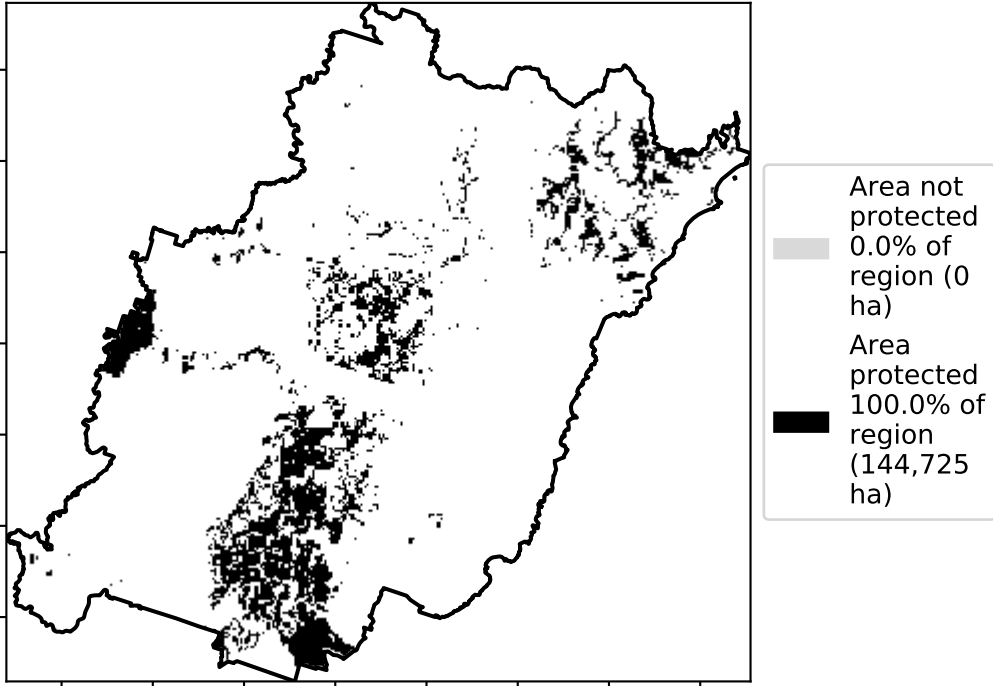 Area not
protected
0.0% of
region (0
ha)
Area
protected
100.0% of
region
(144,725
ha)